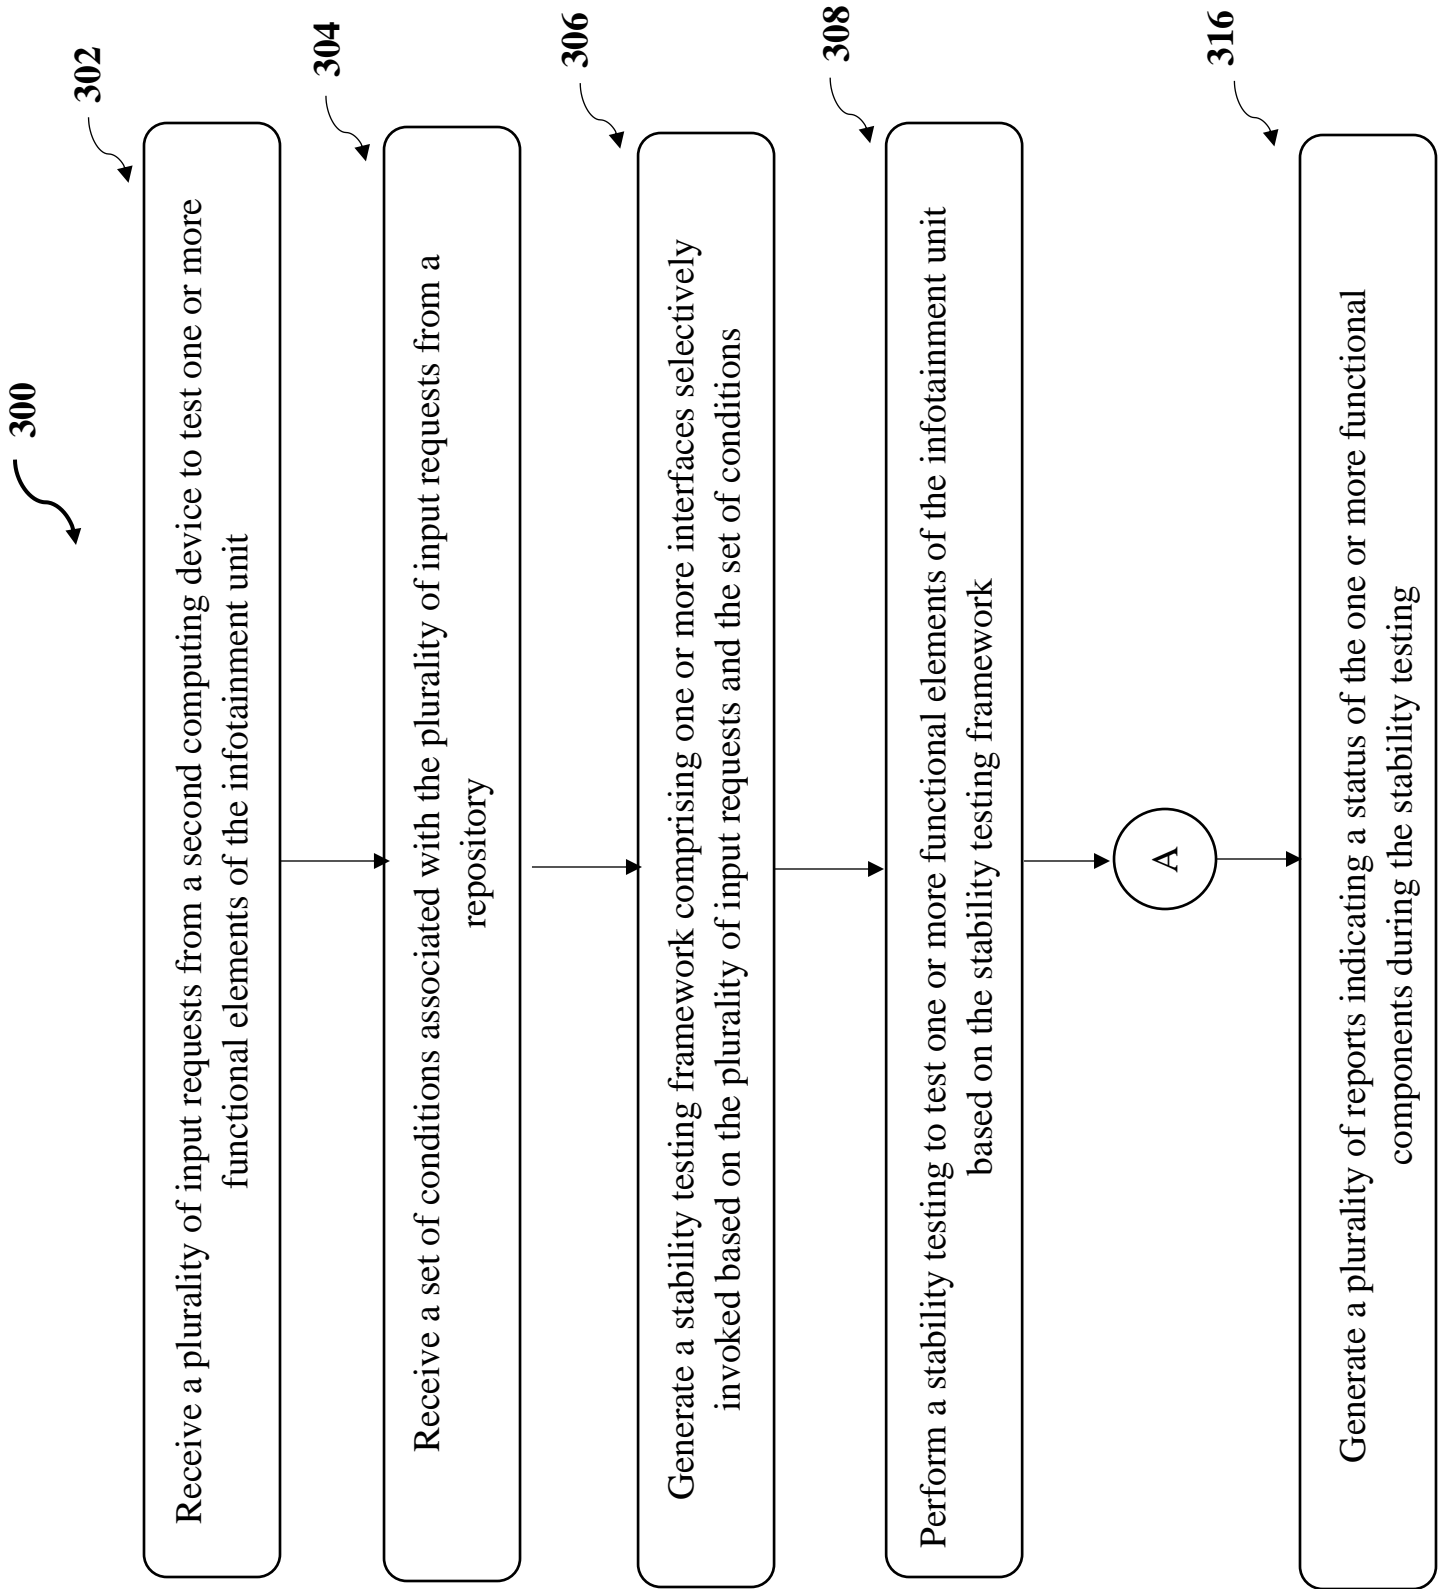 300
302
Receive a plurality of input requests from a second computing device to test one or more
functional elements of the infotainment unit
304
Receive a set of conditions associated with the plurality of input requests from a
repository
306
Generate a stability testing framework comprising one or more interfaces selectively
invoked based on the plurality of input requests and the set of conditions
308
Perform a stability testing to test one or more functional elements of the infotainment unit
based on the stability testing framework
A
316
Generate a plurality of reports indicating a status of the one or more functional
components during the stability testing